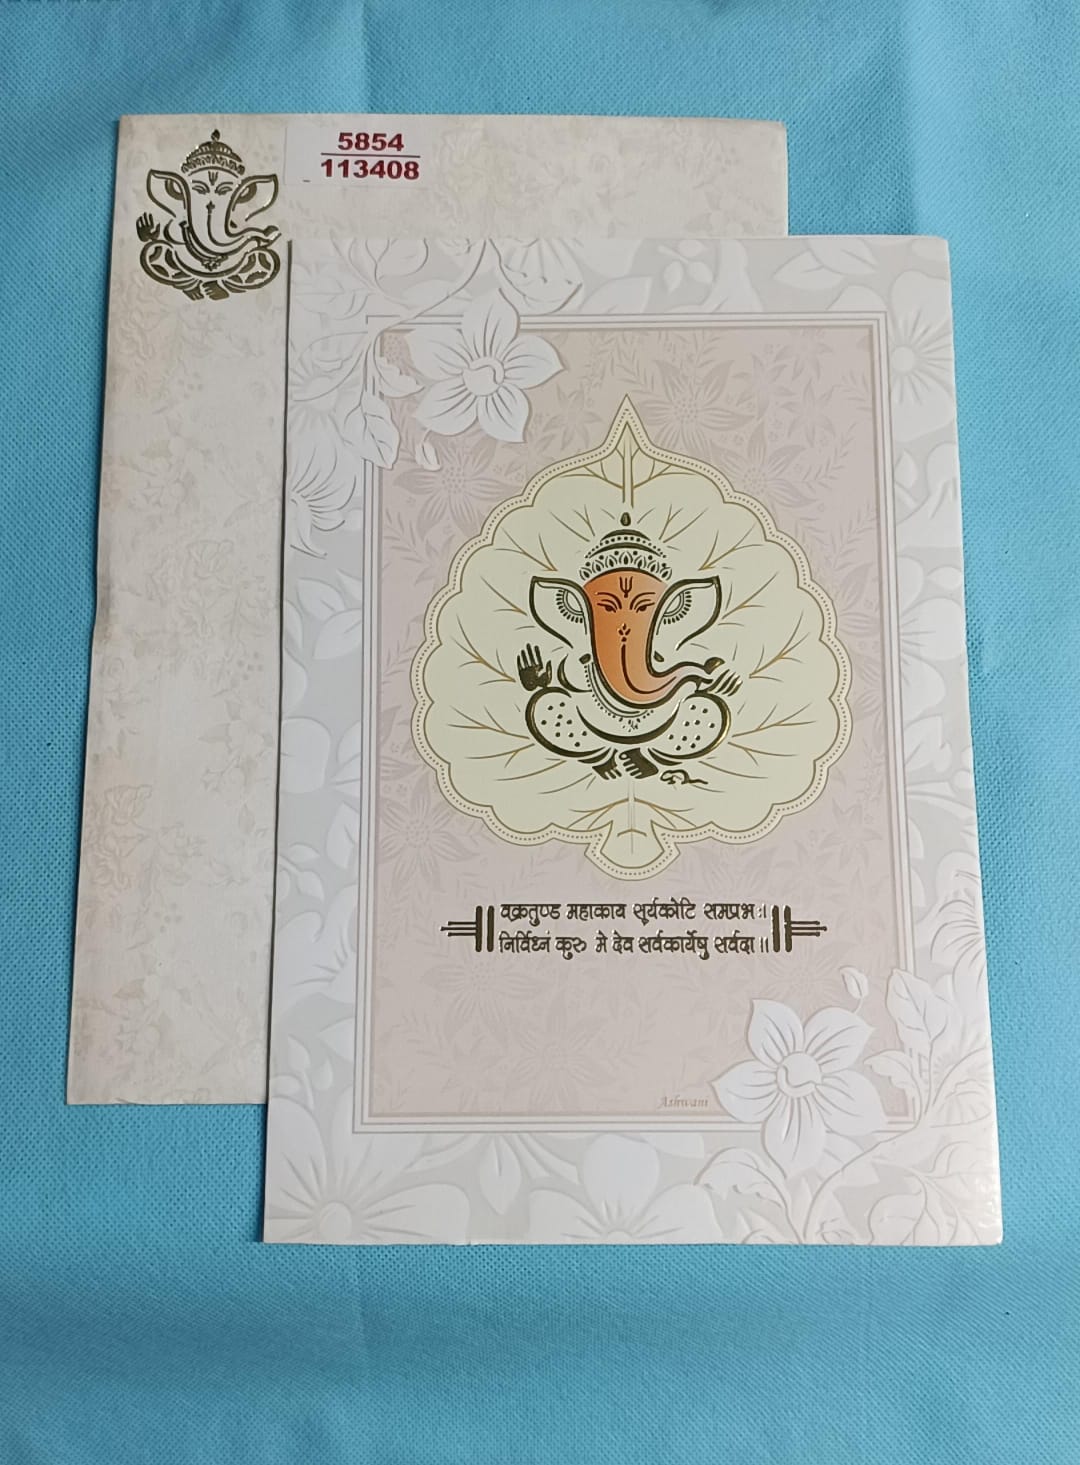 5854
113408
वक्रतुण्ड महाकाय सूर्यकोटि समप्रभः।
निर्विघ्नं कुरु मे देव सर्वकार्येषु सर्वदा।।
Ashwani